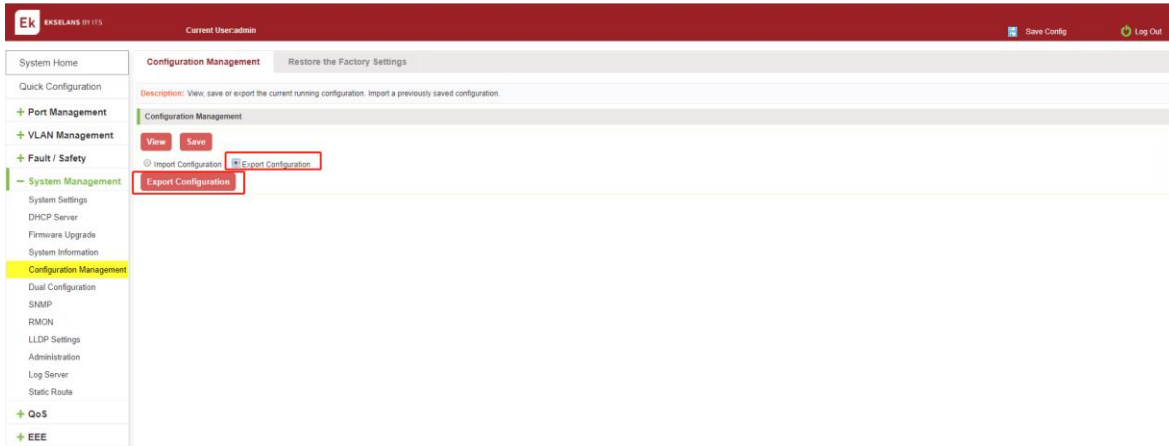 Ek EKSELANS BY ITS
Current User:admin
Save Config
Log Out
System Home
Quick Configuration
+ Port Management
+ VLAN Management
+ Fault / Safety
− System Management
System Settings
DHCP Server
Firmware Upgrade
System Information
Configuration Management
Dual Configuration
SNMP
RMON
LLDP Settings
Administration
Log Server
Static Route
+ QoS
+ EEE
Configuration Management
Restore the Factory Settings
Description: View, save or export the current running configuration. Import a previously saved configuration.
Configuration Management
View Save
Import Configuration Export Configuration
Export Configuration